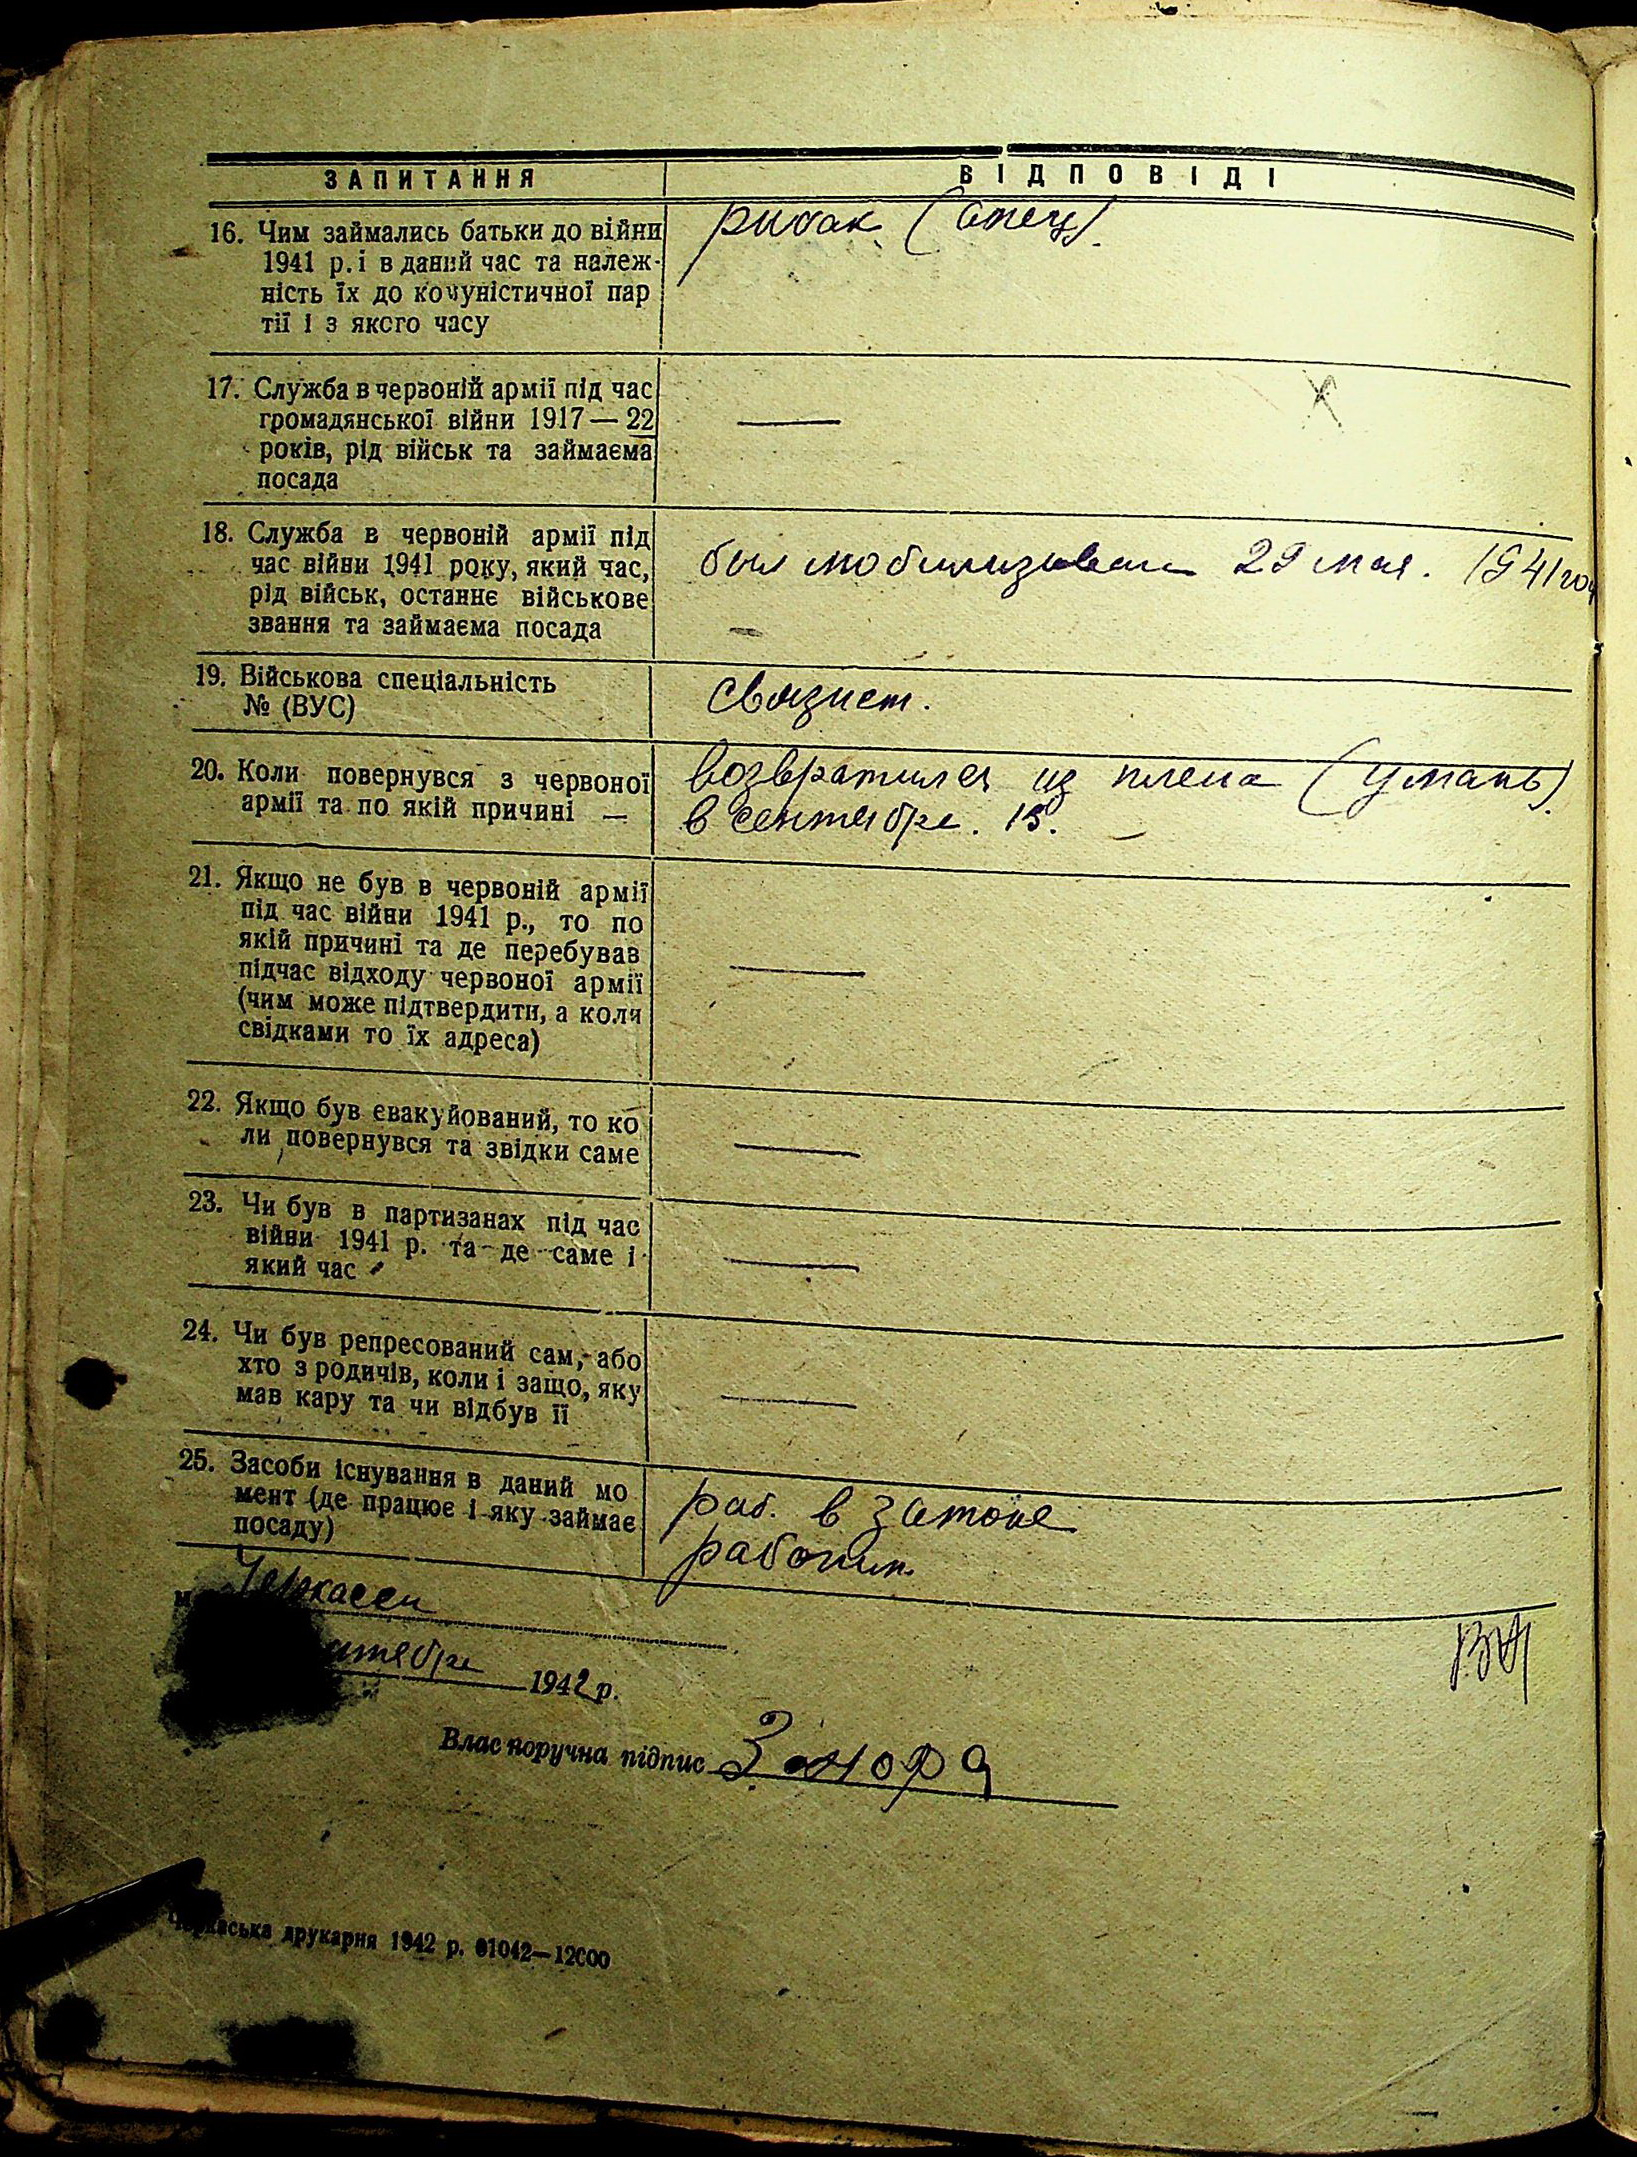 ЗАПИТАННЯ
ВІДПОВІДІ
16. Чим займались батьки до війни
1941 р. і в даний час та належ-
ність їх до комуністичної пар
тії і з якого часу
рибак (отец).
17. Служба в червоній армії під час
громадянської війни 1917 — 22
років, рід військ та займаєма
посада
—
18. Служба в червоній армії під
час війни 1941 року, який час,
рід військ, останнє військове
звання та займаєма посада
был мобилизован 29 мая. 1941 год
—
19. Військова спеціальність
№ (ВУС)
Связист.
20. Коли повернувся з червоної
армії та по якій причині —
возвратился из плена (Умань).
в сентябре. 15. —
21. Якщо не був в червоній армії
під час війни 1941 р., то по
якій причині та де перебував
підчас відходу червоної армії
(чим може підтвердити, а коли
свідками то їх адреса)
—
22. Якщо був евакуйований, то ко
ли повернувся та звідки саме
—
23. Чи був в партизанах під час
війни 1941 р. та де саме і
який час
—
24. Чи був репресований сам, або
хто з родичів, коли і защо, яку
мав кару та чи відбув її
—
25. Засоби існування в даний мо
мент (де працює і яку займає
посаду)
раб. в затоне
рабочим.
м. Черкассы
1942 р.
Власноручна підпис
Черкаська друкарня 1942 р. 01042—12000